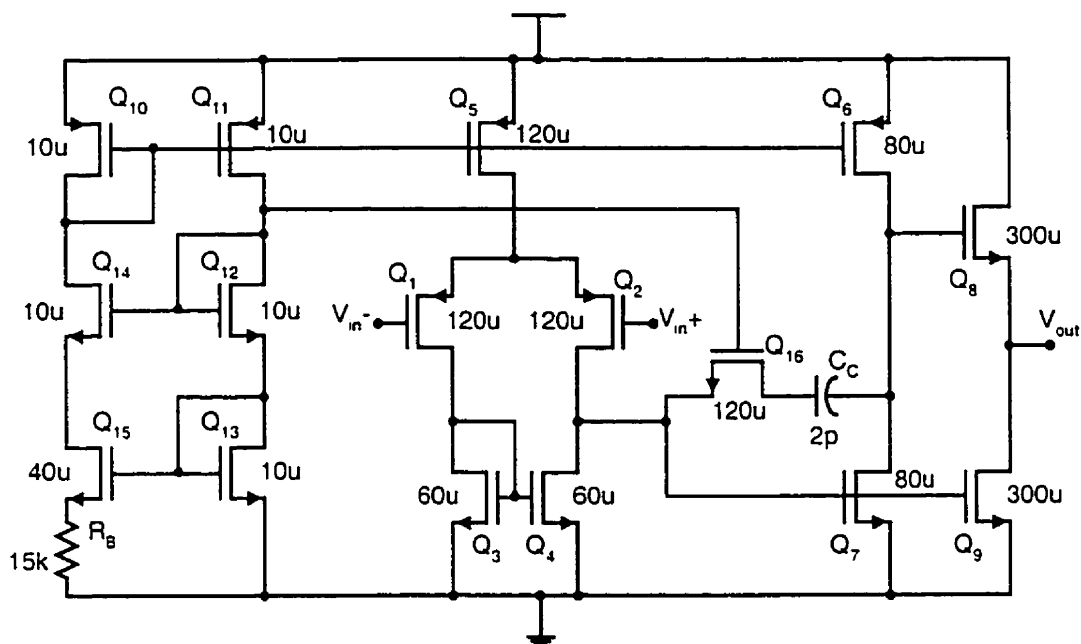 Q10
Q11
Q5
Q6
10u
10u
120u
80u
Q14
Q12
Q1
Q2
300u
Q8
10u
10u
Vin-
120u
120u
Vin+
Vout
Q16
CC
120u
2p
Q15
Q13
40u
10u
60u
60u
80u
300u
RB
15k
Q3
Q4
Q7
Q9